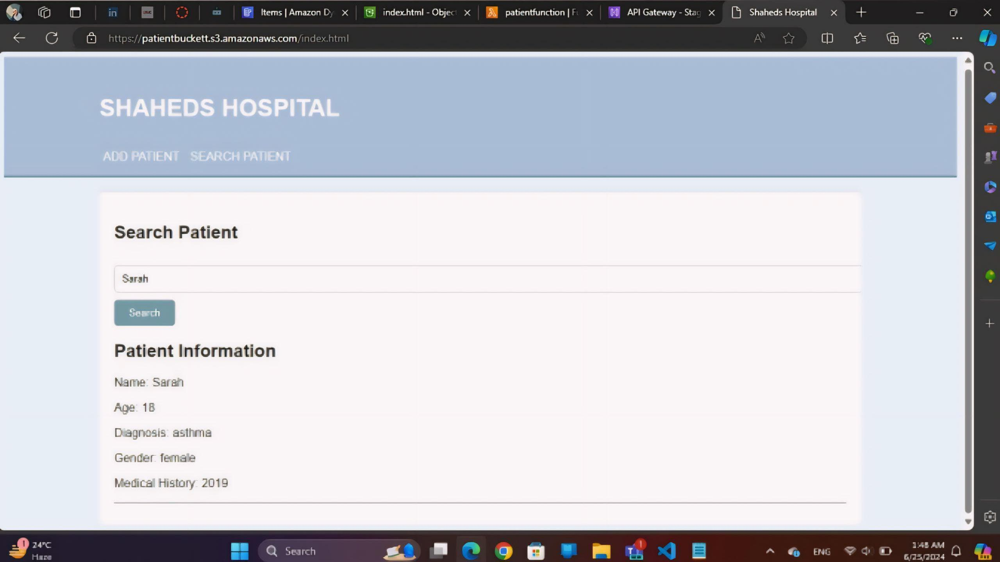 Items | Amazon Dy
index.html - Object
patientfunction | Fu
API Gateway - Stag
Shaheds Hospital
https://patientbuckett.s3.amazonaws.com/index.html
SHAHEDS HOSPITAL
ADD PATIENT SEARCH PATIENT
Search Patient
Sarah
Search
Patient Information
Name: Sarah
Age: 18
Diagnosis: asthma
Gender: female
Medical History: 2019
24°C
Haze
Search
ENG
1:48 AM
6/25/2024